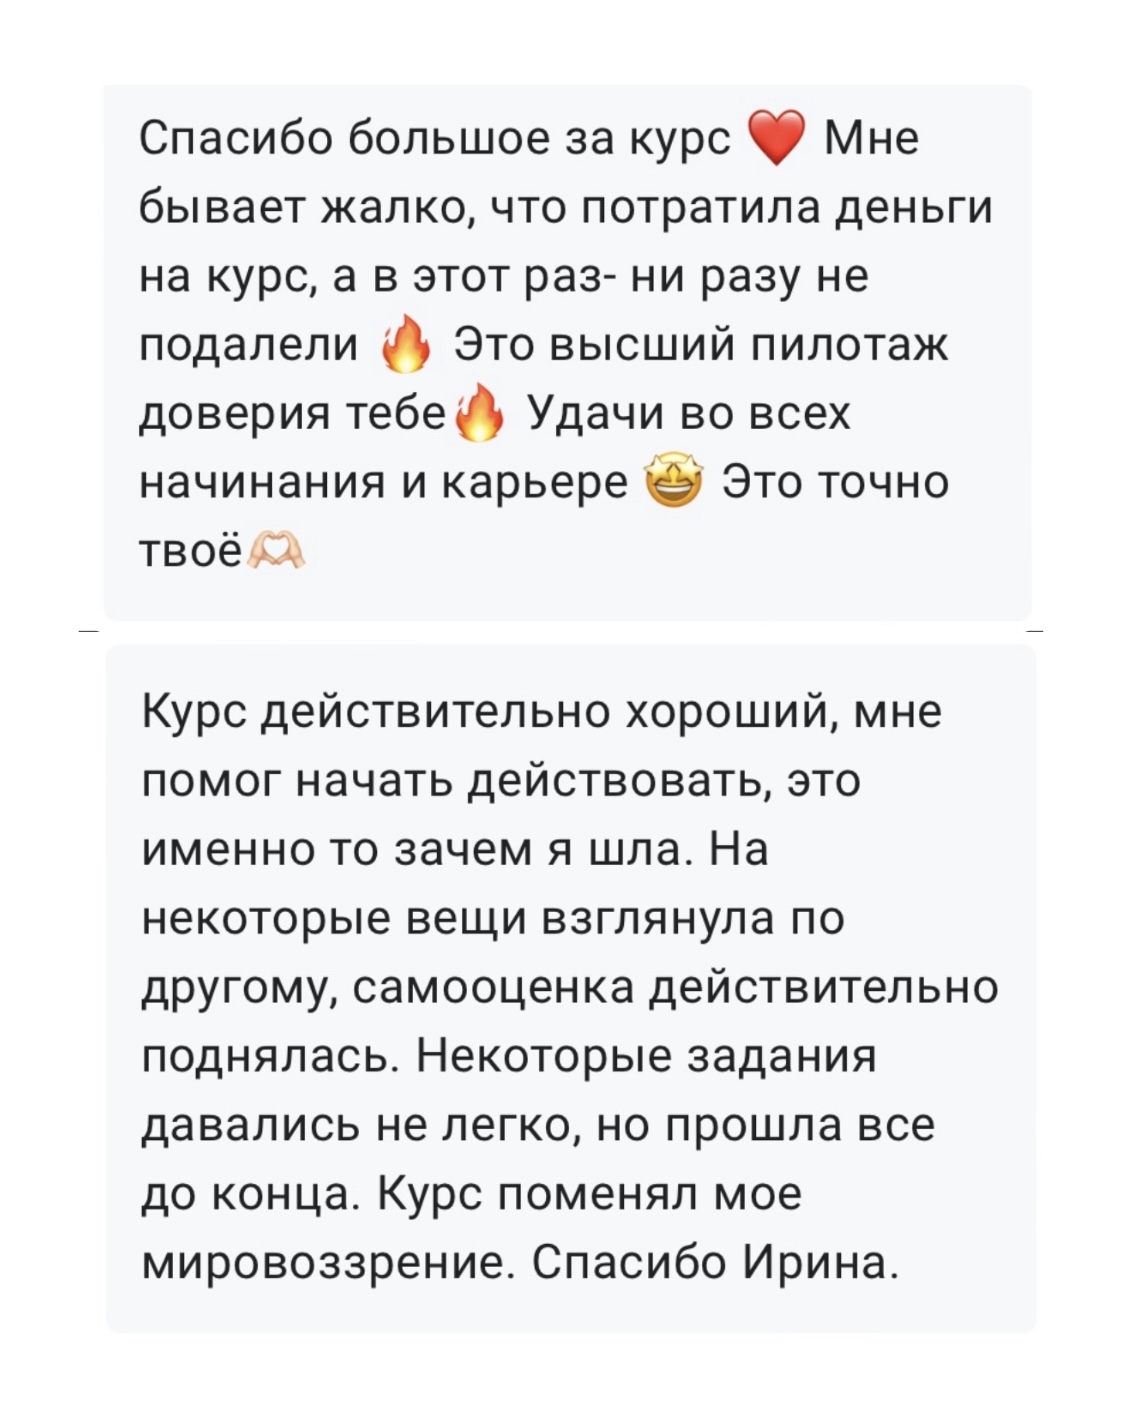 Спасибо большое за курс ❤️ Мне
бывает жалко, что потратила деньги
на курс, а в этот раз- ни разу не
подалели 🔥 Это высший пилотаж
доверия тебе🔥 Удачи во всех
начинания и карьере 🤩 Это точно
твоё🫶🏻
Курс действительно хороший, мне
помог начать действовать, это
именно то зачем я шла. На
некоторые вещи взглянула по
другому, самооценка действительно
поднялась. Некоторые задания
давались не легко, но прошла все
до конца. Курс поменял мое
мировоззрение. Спасибо Ирина.